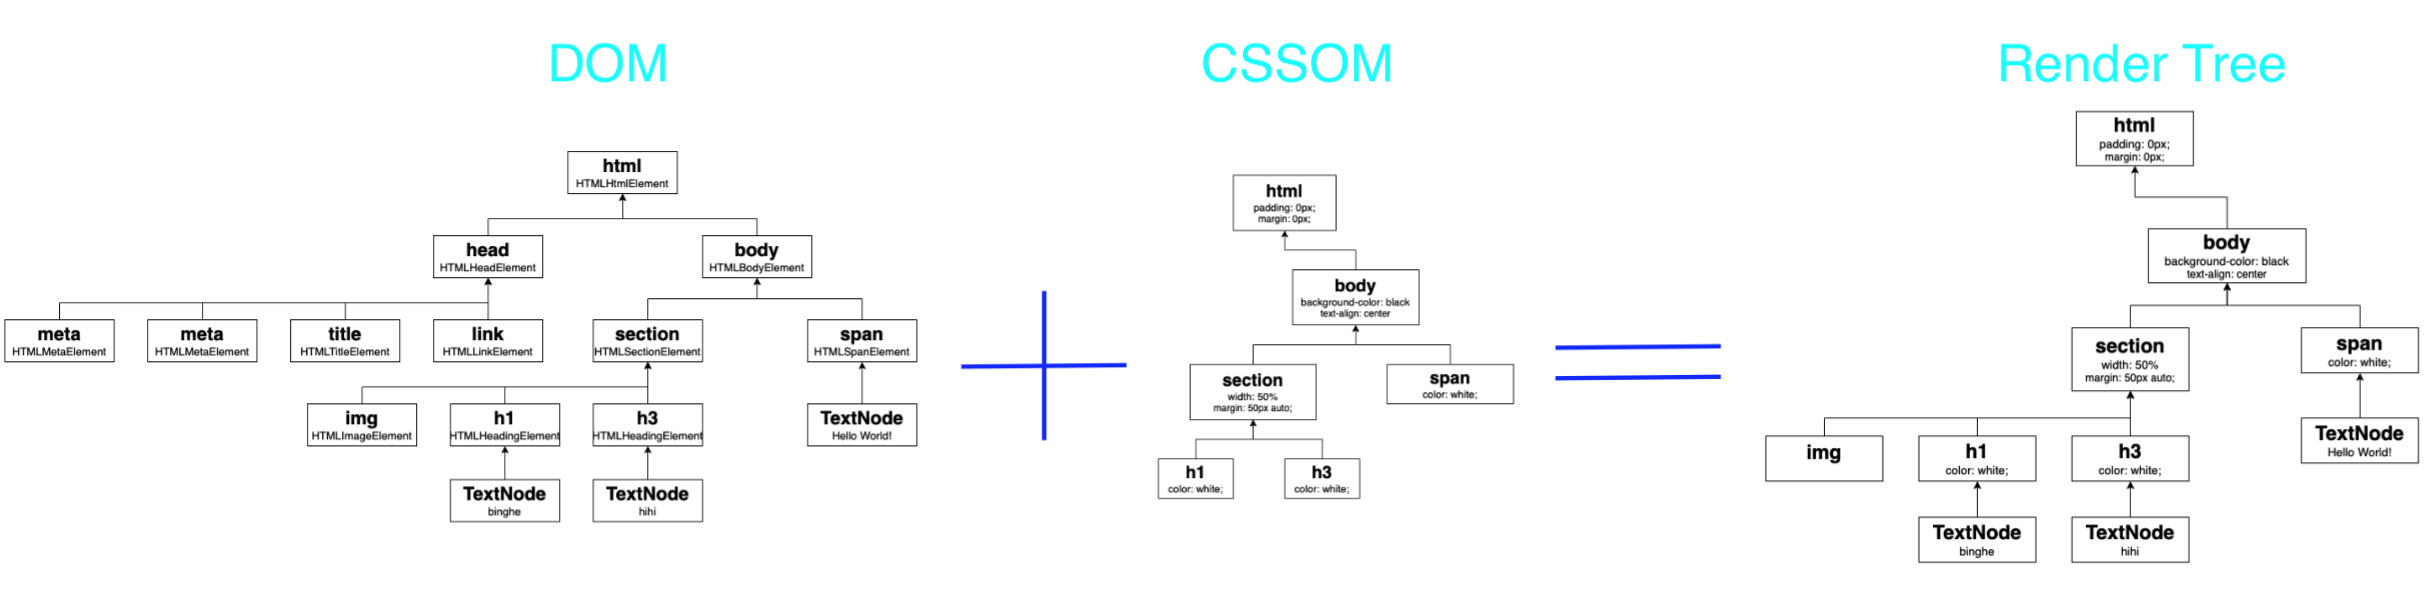 DOM
html
HTMLHtmlElement
head
HTMLHeadElement
body
HTMLBodyElement
meta
HTMLMetaElement
meta
HTMLMetaElement
title
HTMLTitleElement
link
HTMLLinkElement
section
HTMLSectionElement
span
HTMLSpanElement
img
HTMLImageElement
h1
HTMLHeadingElement
h3
HTMLHeadingElement
TextNode
Hello World!
TextNode
binghe
TextNode
hihi
CSSOM
html
padding: 0px;
margin: 0px;
body
background-color: black
text-align: center
section
width: 50%
margin: 50px auto;
span
color: white;
h1
color: white;
h3
color: white;
Render Tree
html
padding: 0px;
margin: 0px;
body
background-color: black
text-align: center
section
width: 50%
margin: 50px auto;
span
color: white;
img
h1
color: white;
h3
color: white;
TextNode
Hello World!
TextNode
binghe
TextNode
hihi